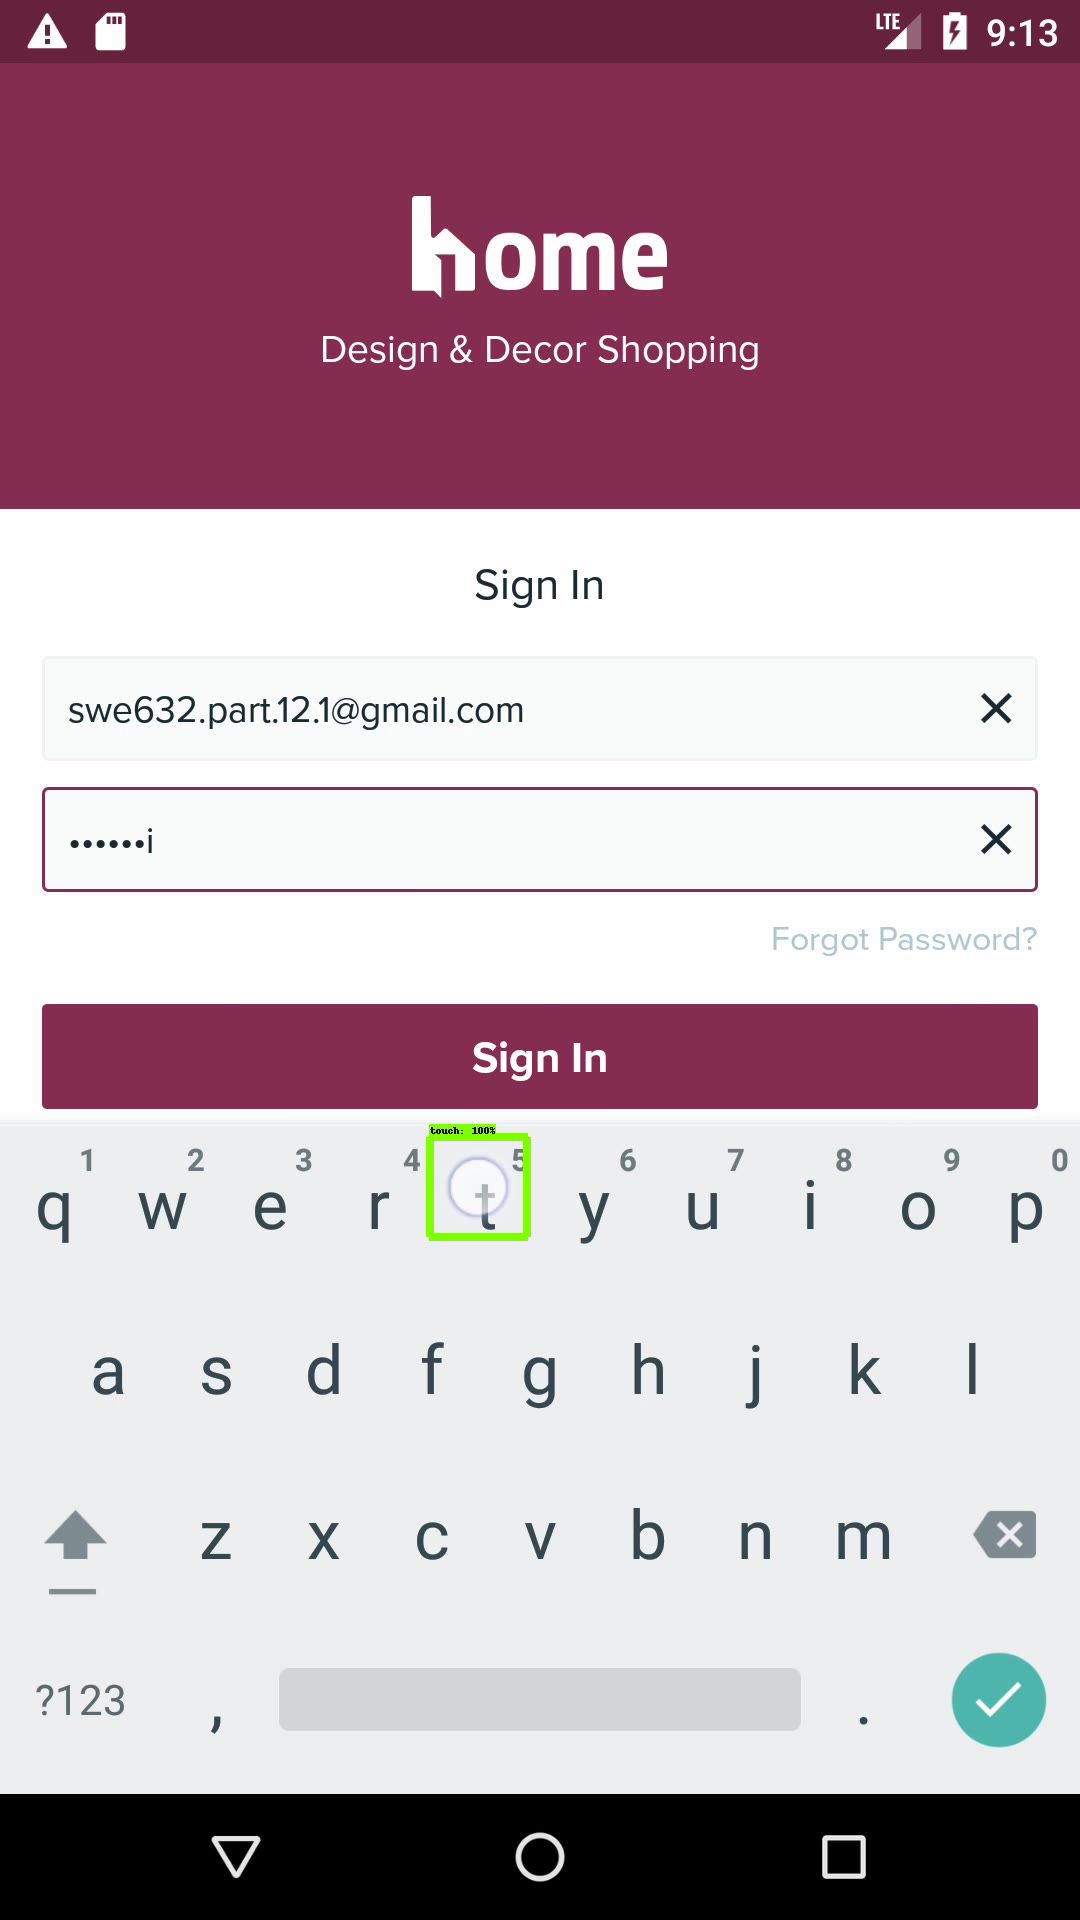 LTE 9:13
home
Design & Decor Shopping
Sign In
swe632.part.12.1@gmail.com
••••••i
Forgot Password?
Sign In
touch: 100%
1 2 3 4 5 6 7 8 9 0
q w e r t y u i o p
a s d f g h j k l
z x c v b n m
?123 , .